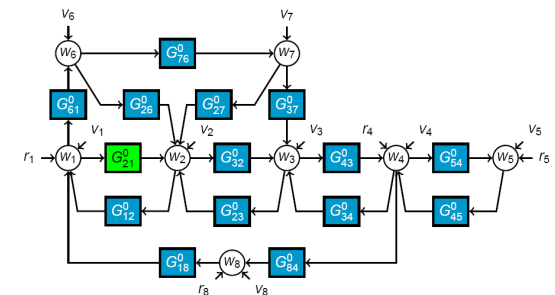 v6 v7
w6 G⁰76 w7
G⁰61 G⁰26 G⁰27 G⁰37
v1 v2 v3 r4 v4 v5
r1 w1 G⁰21 w2 G⁰32 w3 G⁰43 w4 G⁰54 w5 r5
G⁰12 G⁰23 G⁰34 G⁰45
G⁰18 w8 G⁰84
r8 v8